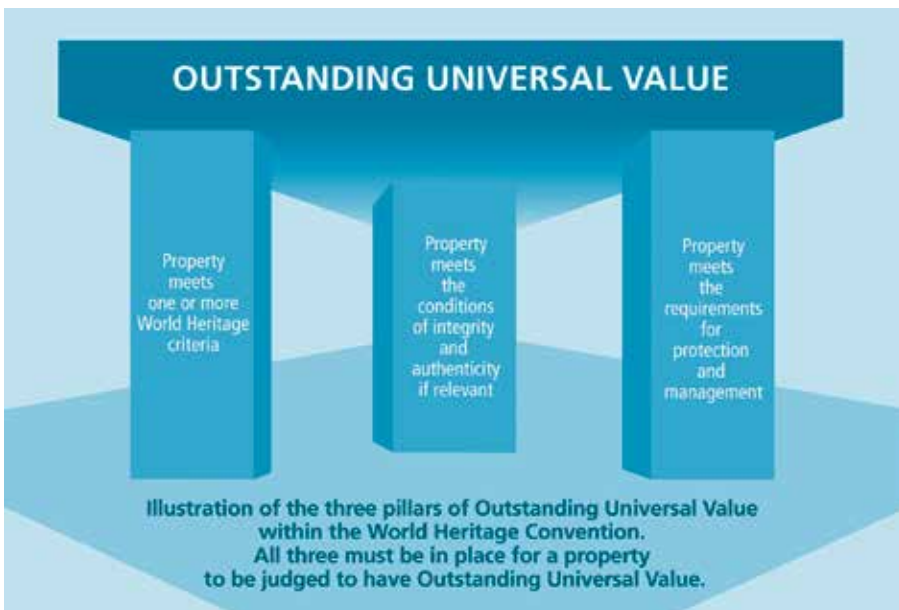 OUTSTANDING UNIVERSAL VALUE
Property
meets
one or more
World Heritage
criteria
Property
meets
the
conditions
of integrity
and
authenticity
if relevant
Property
meets
the
requirements
for
protection
and
management
Illustration of the three pillars of Outstanding Universal Value
within the World Heritage Convention.
All three must be in place for a property
to be judged to have Outstanding Universal Value.